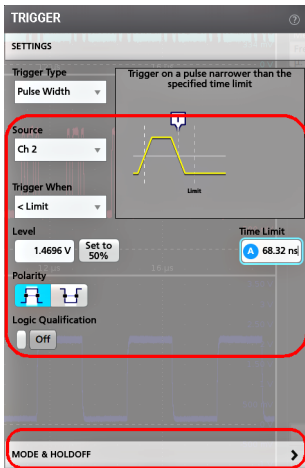 TRIGGER
?
SETTINGS
Trigger Type
Pulse Width
Trigger on a pulse narrower than the
specified time limit
T
Limit
Source
Ch 2
Trigger When
< Limit
Level
1.4696 V
Set to
50%
Time Limit
A 68.32 ns
Polarity
Logic Qualification
Off
MODE & HOLDOFF